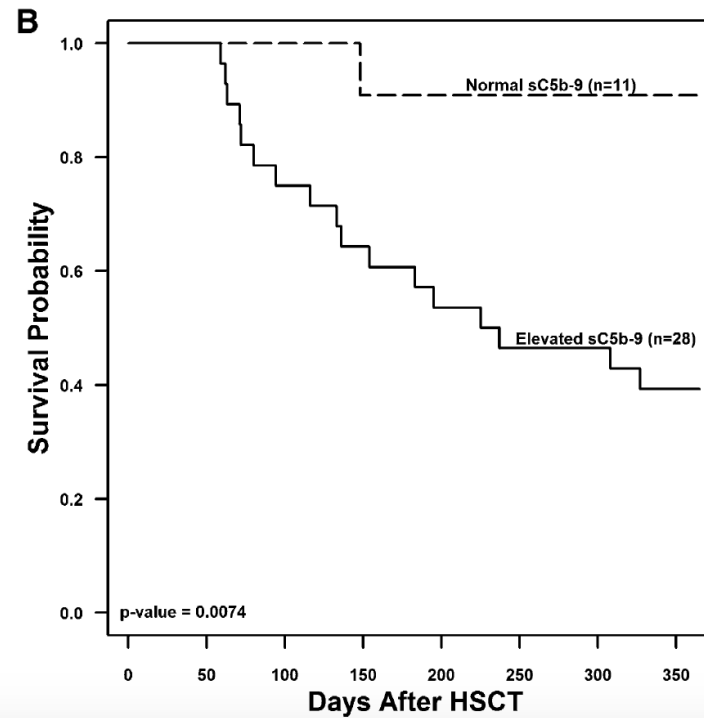 B
1.0
0.8
0.6
0.4
0.2
0.0
Survival Probability
Normal sC5b-9 (n=11)
Elevated sC5b-9 (n=28)
p-value = 0.0074
0 50 100 150 200 250 300 350
Days After HSCT